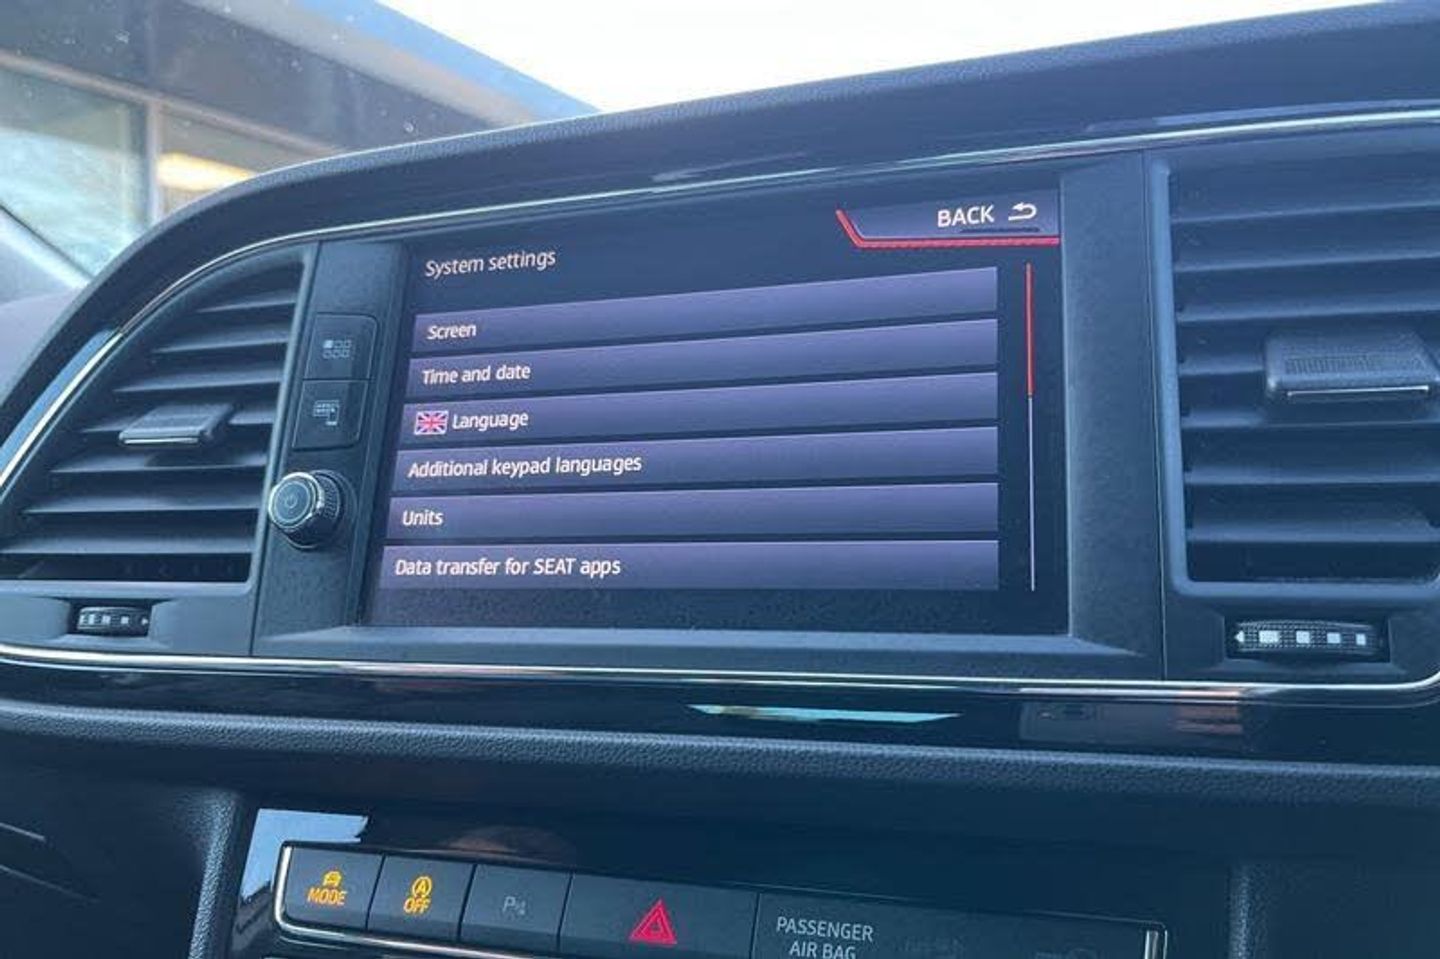 BACK
System settings
Screen
Time and date
Language
Additional keypad languages
Units
Data transfer for SEAT apps
MODE
A
OFF
P
PASSENGER
AIR BAG